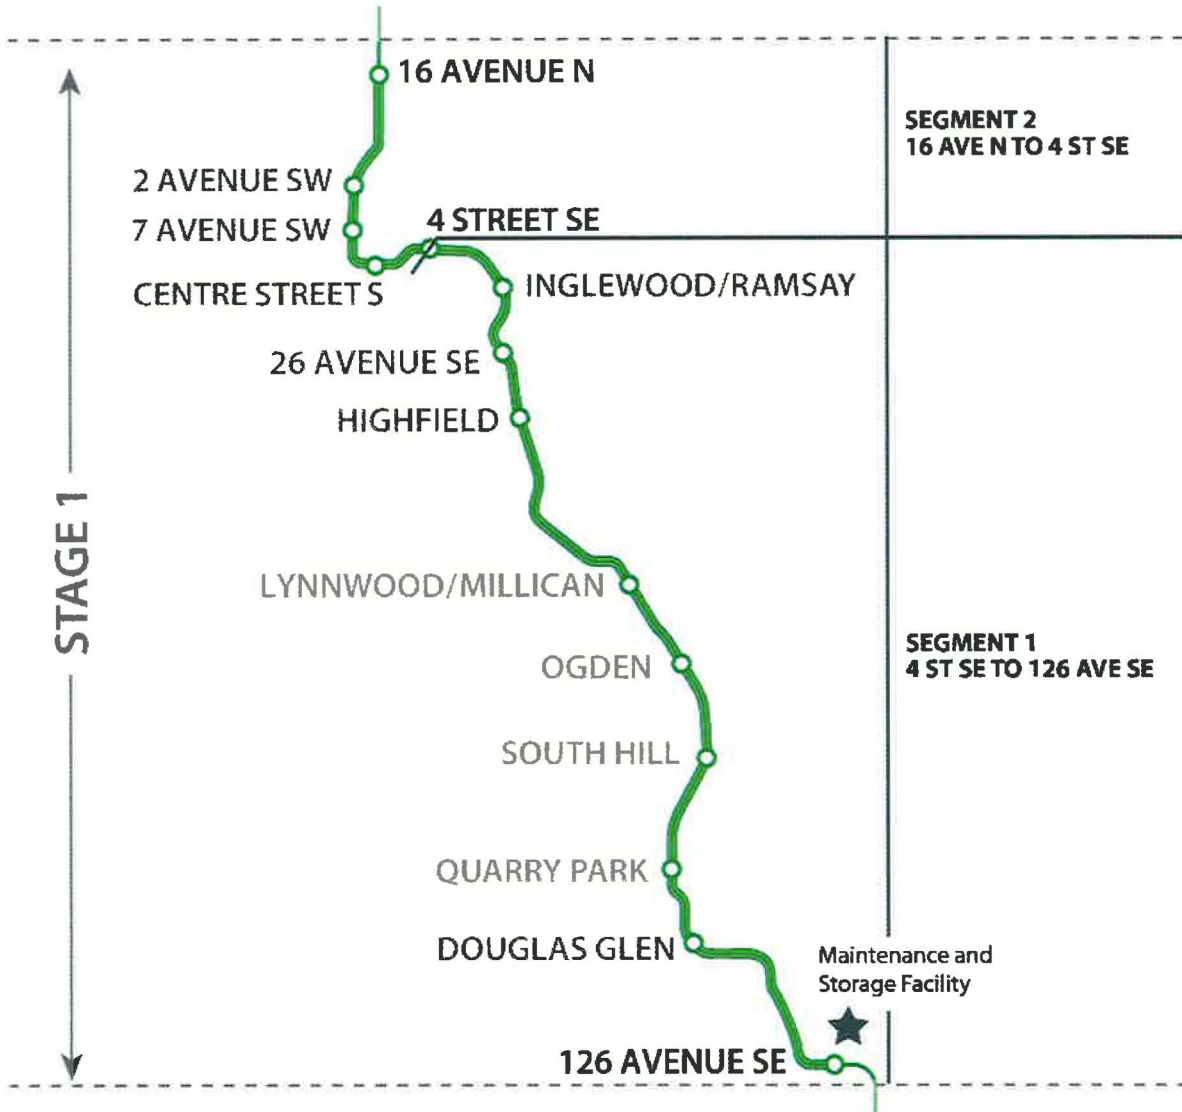 16 AVENUE N
SEGMENT 2
16 AVE N TO 4 ST SE
2 AVENUE SW
7 AVENUE SW
4 STREET SE
CENTRE STREET S
INGLEWOOD/RAMSAY
26 AVENUE SE
HIGHFIELD
STAGE 1
LYNNWOOD/MILLICAN
OGDEN
SEGMENT 1
4 ST SE TO 126 AVE SE
SOUTH HILL
QUARRY PARK
DOUGLAS GLEN
Maintenance and
Storage Facility
126 AVENUE SE